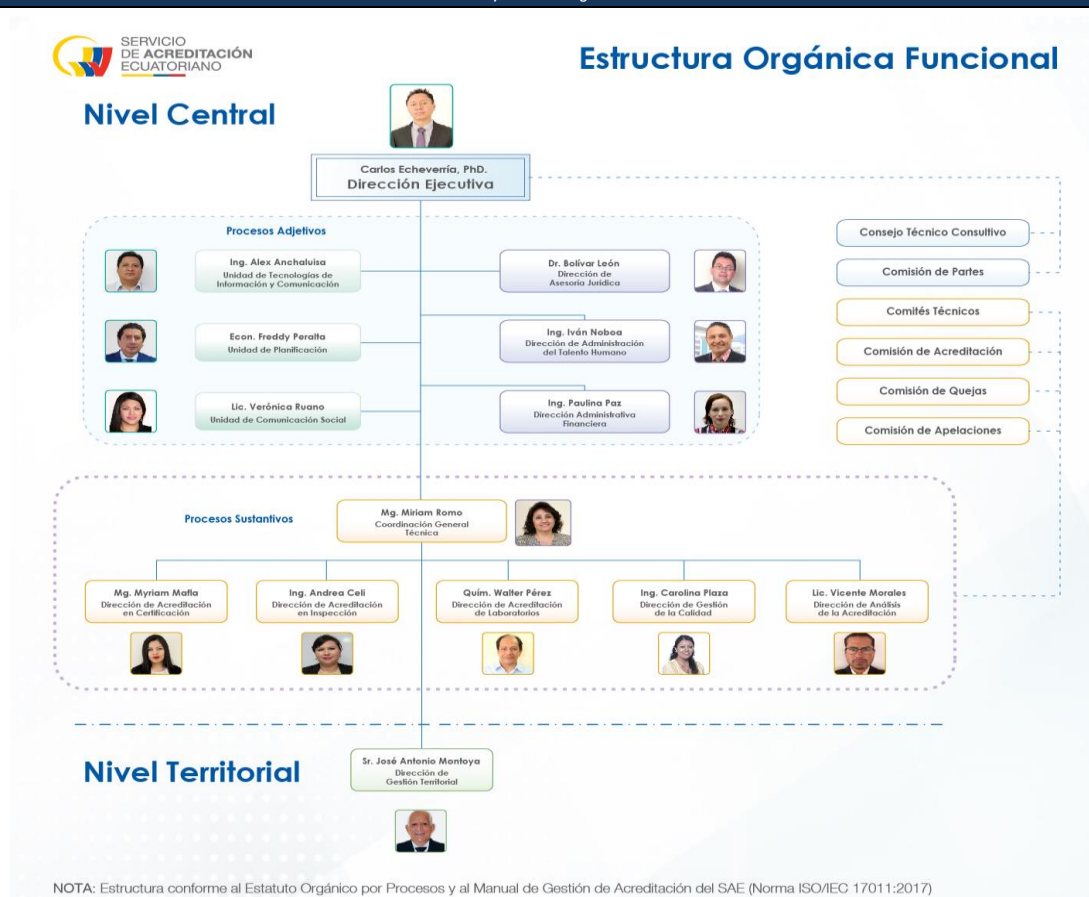 SERVICIO
DE ACREDITACIÓN
ECUATORIANO
Estructura Orgánica Funcional
Nivel Central
Carlos Echeverría, PhD.
Dirección Ejecutiva
Procesos Adjetivos
Ing. Alex Anchaluisa
Unidad de Tecnologías de
Información y Comunicación
Dr. Bolívar León
Dirección de
Asesoría Jurídica
Econ. Freddy Peralta
Unidad de Planificación
Ing. Iván Noboa
Dirección de Administración
del Talento Humano
Lic. Verónica Ruano
Unidad de Comunicación Social
Ing. Paulina Paz
Dirección Administrativa
Financiera
Consejo Técnico Consultivo
Comisión de Partes
Comités Técnicos
Comisión de Acreditación
Comisión de Quejas
Comisión de Apelaciones
Procesos Sustantivos
Mg. Miriam Romo
Coordinación General
Técnica
Mg. Myriam Mafla
Dirección de Acreditación
en Certificación
Ing. Andrea Celi
Dirección de Acreditación
en Inspección
Quím. Walter Pérez
Dirección de Acreditación
de Laboratorios
Ing. Carolina Plaza
Dirección de Gestión
de la Calidad
Lic. Vicente Morales
Dirección de Análisis
de la Acreditación
Nivel Territorial
Sr. José Antonio Montoya
Dirección de
Gestión Territorial
NOTA: Estructura conforme al Estatuto Orgánico por Procesos y al Manual de Gestión de Acreditación del SAE (Norma ISO/IEC 17011:2017)